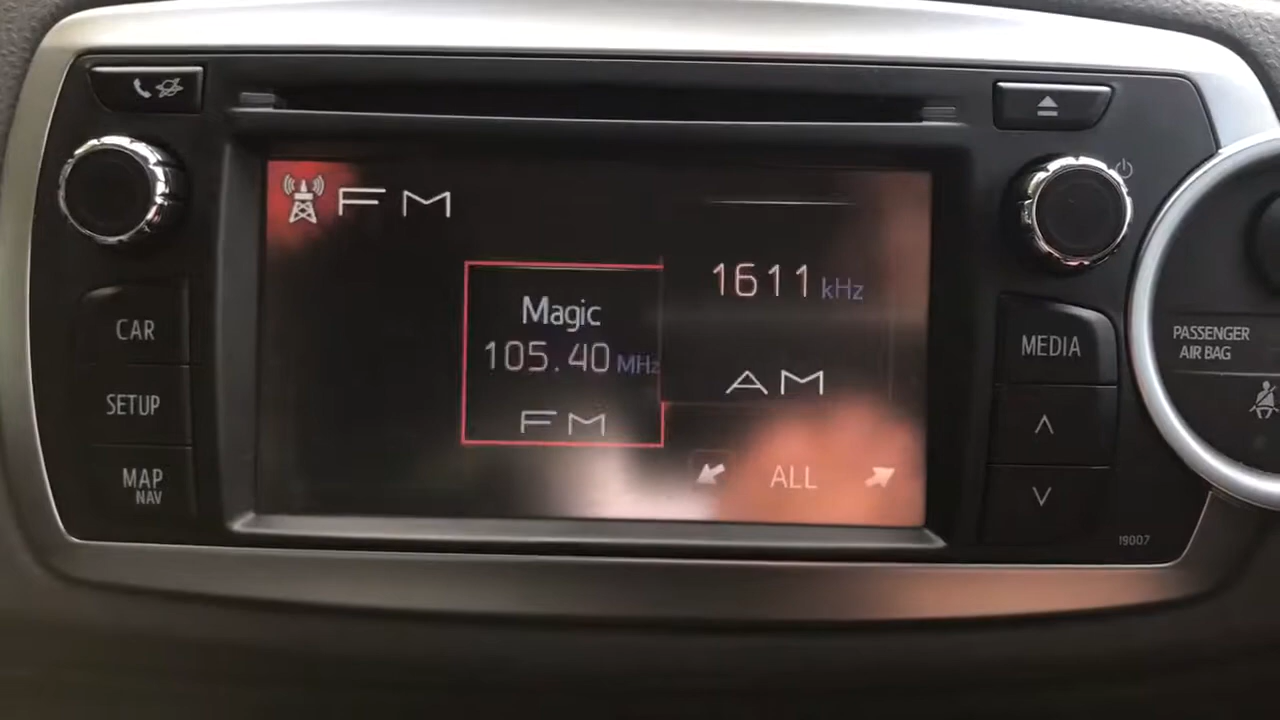 FM
1611 kHz
Magic
105.40 MHz
AM
FM
ALL
CAR
SETUP
MAP
NAV
MEDIA
19007
PASSENGER
AIR BAG